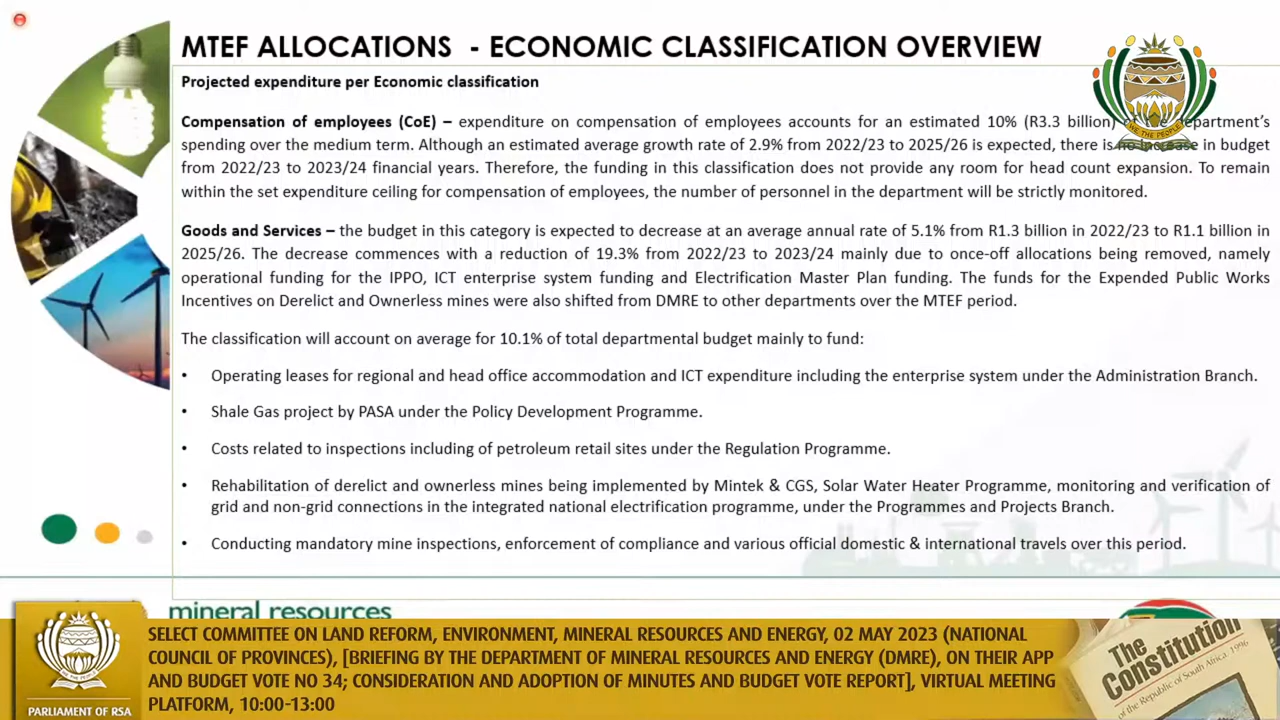 MTEF ALLOCATIONS - ECONOMIC CLASSIFICATION OVERVIEW
Projected expenditure per Economic classification
Compensation of employees (CoE) – expenditure on compensation of employees accounts for an estimated 10% (R3.3 billion) of the department's
spending over the medium term. Although an estimated average growth rate of 2.9% from 2022/23 to 2025/26 is expected, there is no increase in budget
from 2022/23 to 2023/24 financial years. Therefore, the funding in this classification does not provide any room for head count expansion. To remain
within the set expenditure ceiling for compensation of employees, the number of personnel in the department will be strictly monitored.
Goods and Services – the budget in this category is expected to decrease at an average annual rate of 5.1% from R1.3 billion in 2022/23 to R1.1 billion in
2025/26. The decrease commences with a reduction of 19.3% from 2022/23 to 2023/24 mainly due to once-off allocations being removed, namely
operational funding for the IPPO, ICT enterprise system funding and Electrification Master Plan funding. The funds for the Expended Public Works
Incentives on Derelict and Ownerless mines were also shifted from DMRE to other departments over the MTEF period.
The classification will account on average for 10.1% of total departmental budget mainly to fund:
• Operating leases for regional and head office accommodation and ICT expenditure including the enterprise system under the Administration Branch.
• Shale Gas project by PASA under the Policy Development Programme.
• Costs related to inspections including of petroleum retail sites under the Regulation Programme.
• Rehabilitation of derelict and ownerless mines being implemented by Mintek & CGS, Solar Water Heater Programme, monitoring and verification of
grid and non-grid connections in the integrated national electrification programme, under the Programmes and Projects Branch.
• Conducting mandatory mine inspections, enforcement of compliance and various official domestic & international travels over this period.
WE THE PEOPLE
mineral resources
SELECT COMMITTEE ON LAND REFORM, ENVIRONMENT, MINERAL RESOURCES AND ENERGY, 02 MAY 2023 (NATIONAL
COUNCIL OF PROVINCES), [BRIEFING BY THE DEPARTMENT OF MINERAL RESOURCES AND ENERGY (DMRE), ON THEIR APP
AND BUDGET VOTE NO 34; CONSIDERATION AND ADOPTION OF MINUTES AND BUDGET VOTE REPORT], VIRTUAL MEETING
PLATFORM, 10:00-13:00
PARLIAMENT OF RSA
The
Constitution
of the Republic of South Africa, 1996